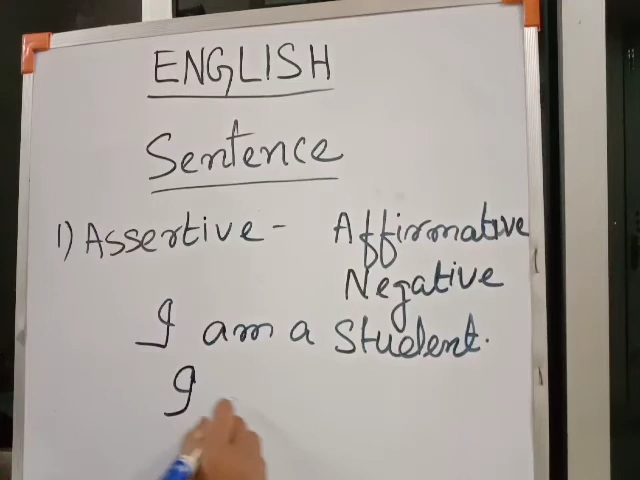 ENGLISH
Sentence
1) Assertive - Affirmative
Negative
I am a Student.
I